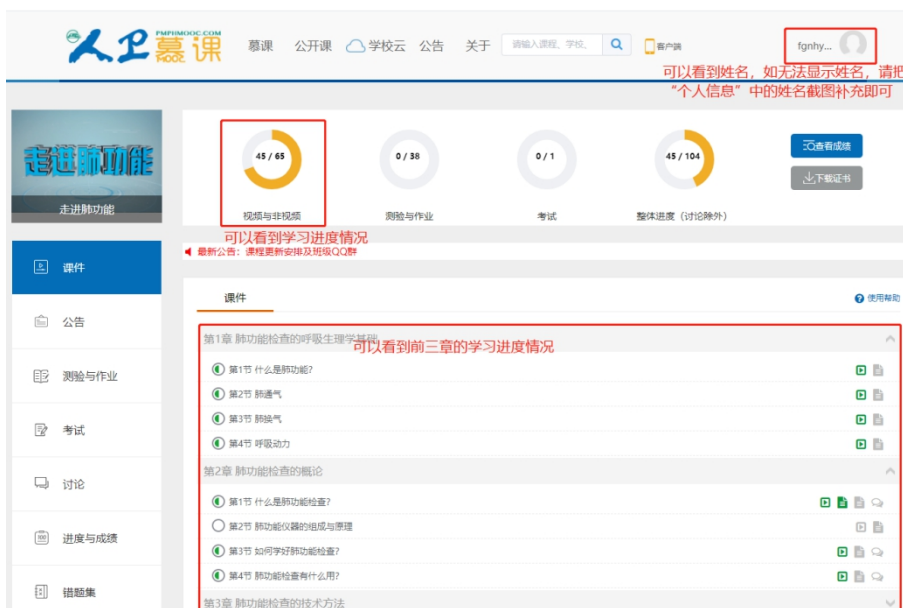 PMPHMOOC.COM
人卫慕课
慕课 公开课 学校云 公告 关于 请输入课程、学校、 客户端 fgnhy...
可以看到姓名，如无法显示姓名，请把
“个人信息”中的姓名截图补充即可
走进肺功能
走进肺功能
45 / 65 0 / 38 0 / 1 45 / 104
查看成绩
下载证书
视频与非视频 测验与作业 考试 整体进度（讨论除外）
可以看到学习进度情况
最新公告：课程更新安排及班级QQ群
课件
公告
测验与作业
考试
讨论
进度与成绩
错题集
课件 使用帮助
第1章 肺功能检查的呼吸生理学基础
可以看到前三章的学习进度情况
第1节 什么是肺功能?
第2节 肺通气
第3节 肺换气
第4节 呼吸动力
第2章 肺功能检查的概论
第1节 什么是肺功能检查?
第2节 肺功能仪器的组成与原理
第3节 如何学好肺功能检查?
第4节 肺功能检查有什么用?
第3章 肺功能检查的技术方法